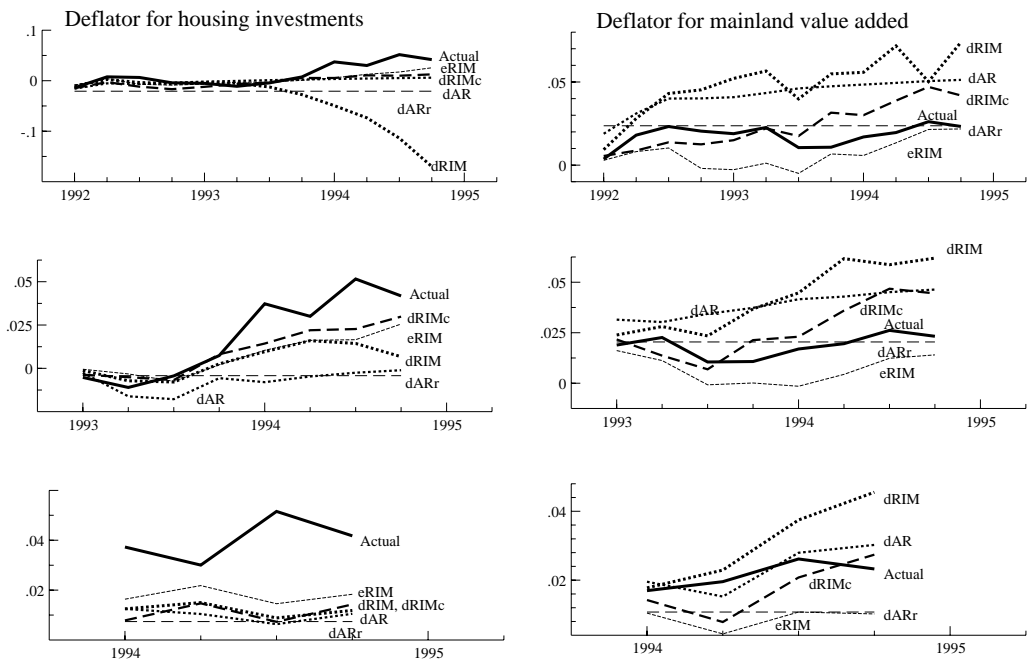 Deflator for housing investments
.1
0
-.1
Actual
eRIM
dRIMc
dAR
dARr
dRIM
1992
1993
1994
1995
Deflator for mainland value added
.05
0
dRIM
dAR
dRIMc
Actual
dARr
eRIM
1992
1993
1994
1995
.05
.025
0
Actual
dRIMc
eRIM
dRIM
dARr
dAR
1993
1994
1995
.05
.025
0
dRIM
dAR
dRIMc
Actual
dARr
eRIM
1993
1994
1995
.04
.02
Actual
eRIM
dRIM, dRIMc
dAR
dARr
1994
1995
.04
.02
dRIM
dAR
Actual
dRIMc
dARr
eRIM
1994
1995